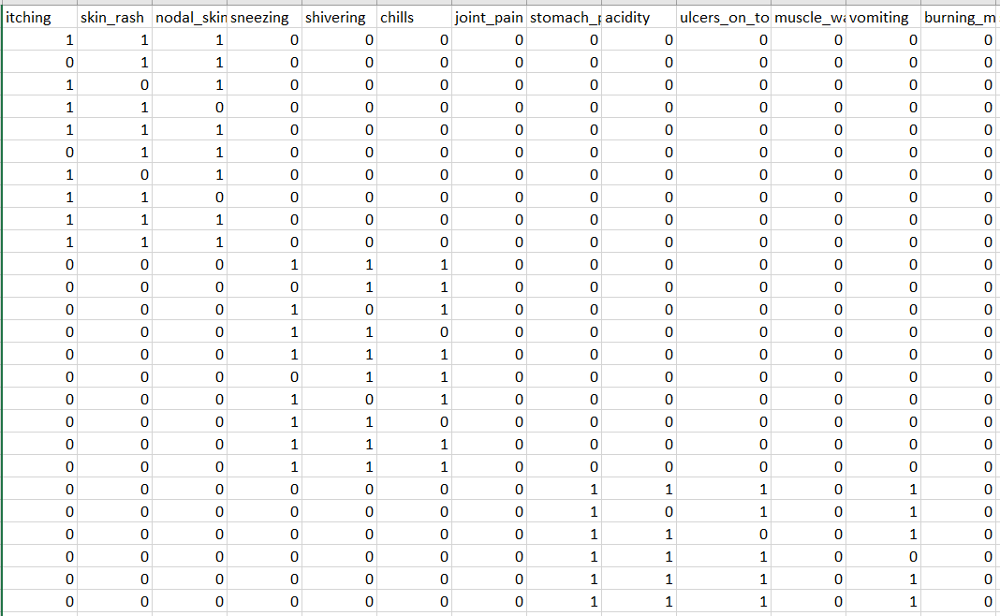 itching skin_rash nodal_skin sneezing shivering chills joint_pain stomach_p acidity ulcers_on_to muscle_wa vomiting burning_m
1 1 1 0 0 0 0 0 0 0 0 0 0
0 1 1 0 0 0 0 0 0 0 0 0 0
1 0 1 0 0 0 0 0 0 0 0 0 0
1 1 0 0 0 0 0 0 0 0 0 0 0
1 1 1 0 0 0 0 0 0 0 0 0 0
0 1 1 0 0 0 0 0 0 0 0 0 0
1 0 1 0 0 0 0 0 0 0 0 0 0
1 1 0 0 0 0 0 0 0 0 0 0 0
1 1 1 0 0 0 0 0 0 0 0 0 0
1 1 1 0 0 0 0 0 0 0 0 0 0
0 0 0 1 1 1 0 0 0 0 0 0 0
0 0 0 0 1 1 0 0 0 0 0 0 0
0 0 0 1 0 1 0 0 0 0 0 0 0
0 0 0 1 1 0 0 0 0 0 0 0 0
0 0 0 1 1 1 0 0 0 0 0 0 0
0 0 0 0 1 1 0 0 0 0 0 0 0
0 0 0 1 0 1 0 0 0 0 0 0 0
0 0 0 1 1 0 0 0 0 0 0 0 0
0 0 0 1 1 1 0 0 0 0 0 0 0
0 0 0 1 1 1 0 0 0 0 0 0 0
0 0 0 0 0 0 0 1 1 1 0 1 0
0 0 0 0 0 0 0 1 0 1 0 1 0
0 0 0 0 0 0 0 1 1 0 0 1 0
0 0 0 0 0 0 0 1 1 1 0 0 0
0 0 0 0 0 0 0 1 1 1 0 1 0
0 0 0 0 0 0 0 1 1 1 0 1 0